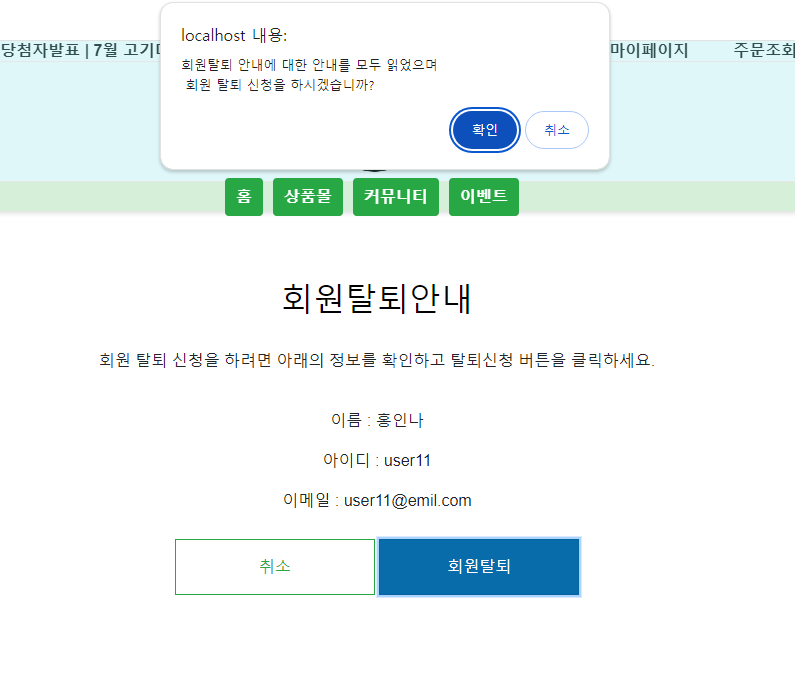 localhost 내용:
회원탈퇴 안내에 대한 안내를 모두 읽었으며
회원 탈퇴 신청을 하시겠습니까?
확인 취소
당첨자발표 | 7월 고기 마이페이지 주문조회
홈 상품몰 커뮤니티 이벤트
회원탈퇴안내
회원 탈퇴 신청을 하려면 아래의 정보를 확인하고 탈퇴신청 버튼을 클릭하세요.
이름 : 홍인나
아이디 : user11
이메일 : user11@emil.com
취소 회원탈퇴